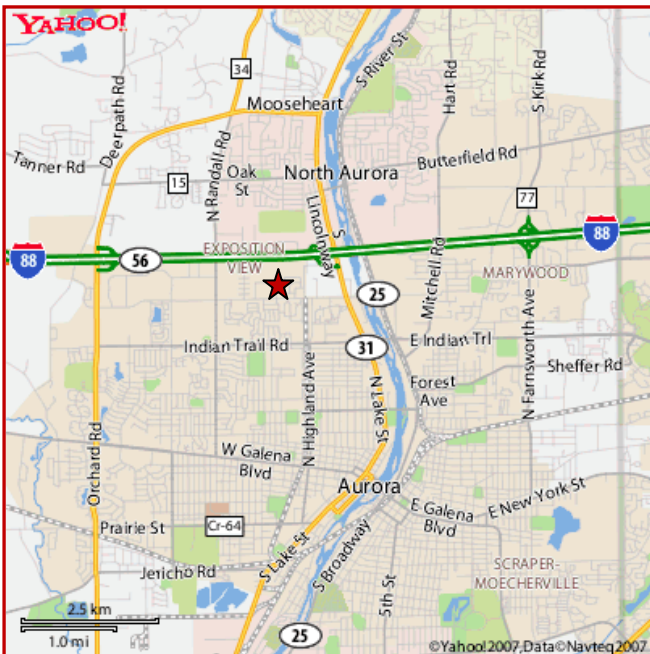 YAHOO!
34
Mooseheart
S River St
Hart Rd
S Kirk Rd
Deerpath Rd
Tanner Rd
N Randall Rd
Oak
St
15
North Aurora
Butterfield Rd
77
S
Lincolnway
88
56
EXPOSITION
VIEW
88
MARYWOOD
Mitchell Rd
25
Indian Trail Rd
31
E Indian Trl
N Farnsworth Ave
Sheffer Rd
Forest
Ave
N Highland Ave
N Lake St
Orchard Rd
W Galena
Blvd
Aurora
E Galena
Blvd
E New York St
Prairie St
Cr-64
S Lake St
S Broadway
Jericho Rd
5th St
SCRAPER-
MOECHERVILLE
2.5 km
1.0 mi
25
©Yahoo!2007,Data©Navteq2007